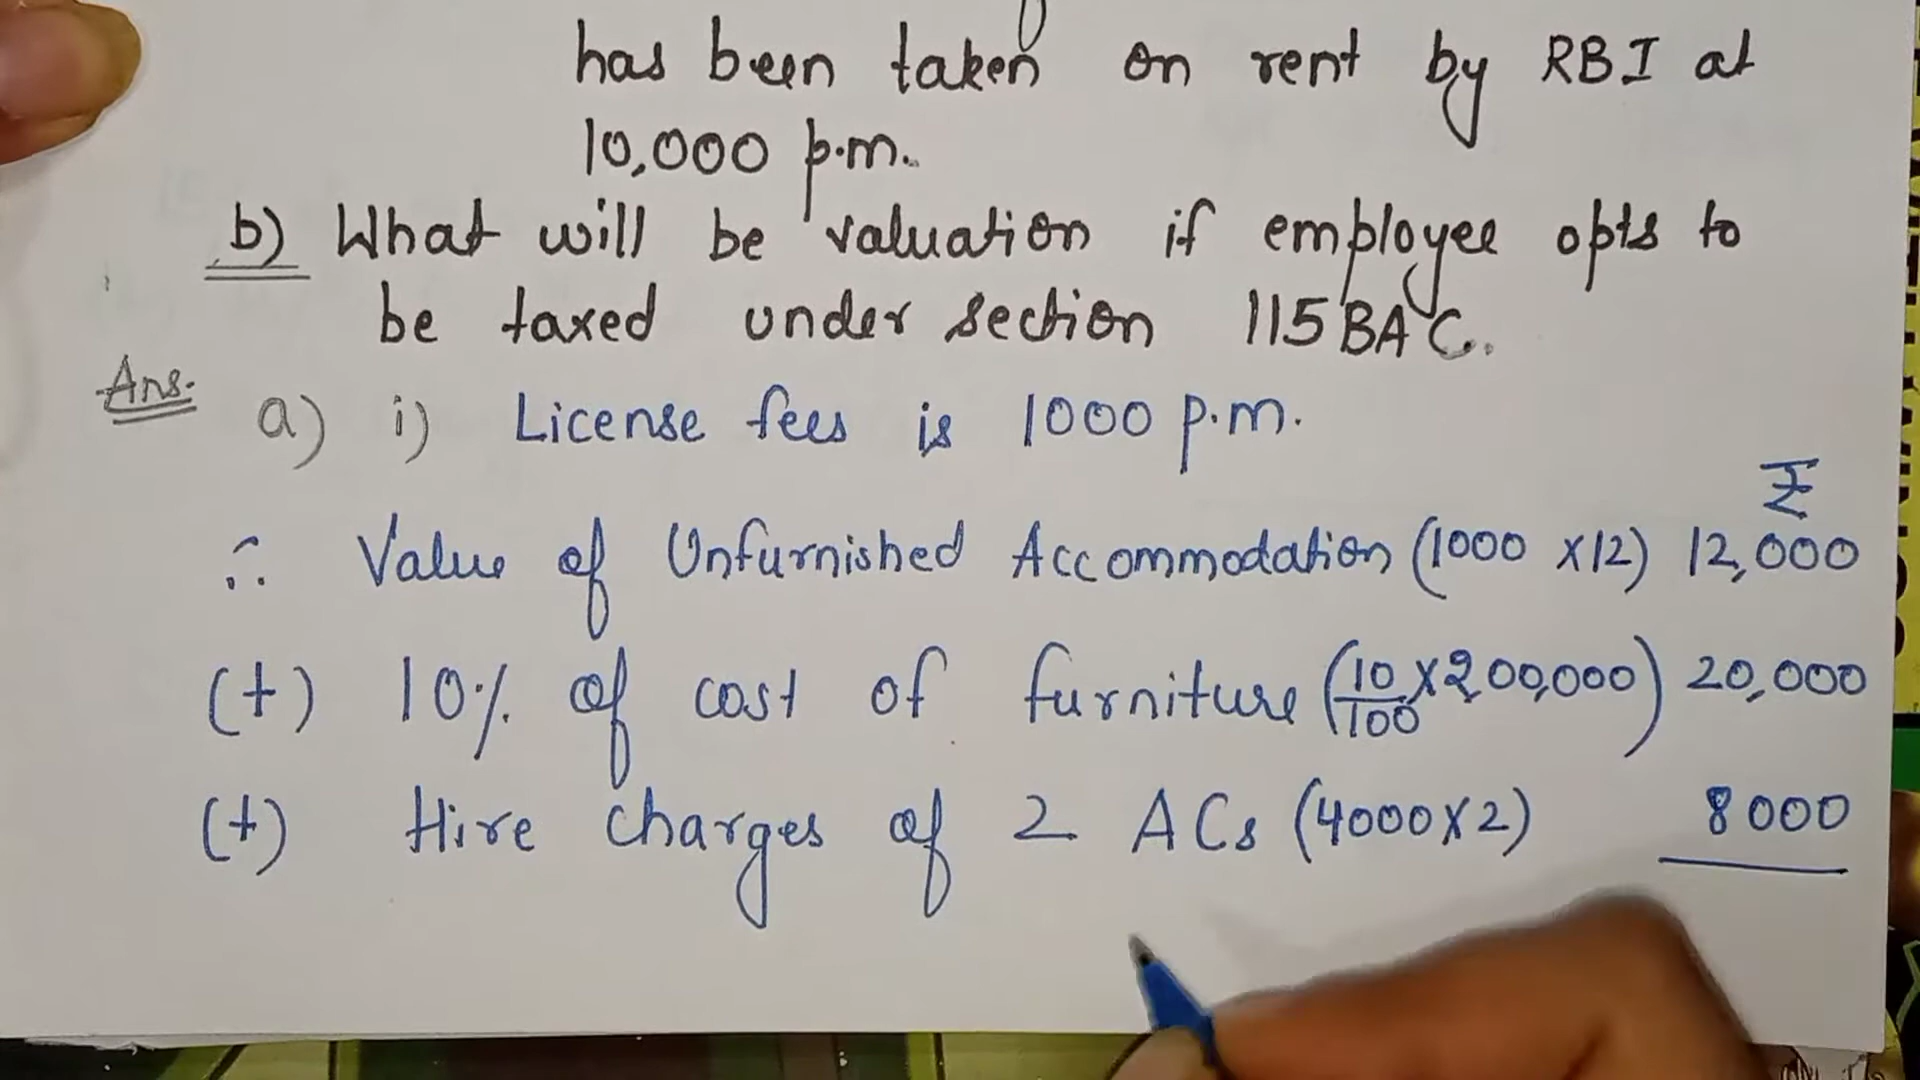 has been taken on rent by RBI at
10,000 p.m.
b) What will be valuation if employee opts to
be taxed under section 115BAC.
Ans. a) i) License fees is 1000 p.m.
₹
∴ Value of Unfurnished Accommodation (1000 x12) 12,000
(+) 10% of cost of furniture (10/100 x 200,000) 20,000
(+) Hire charges of 2 ACs (4000x2) 8000